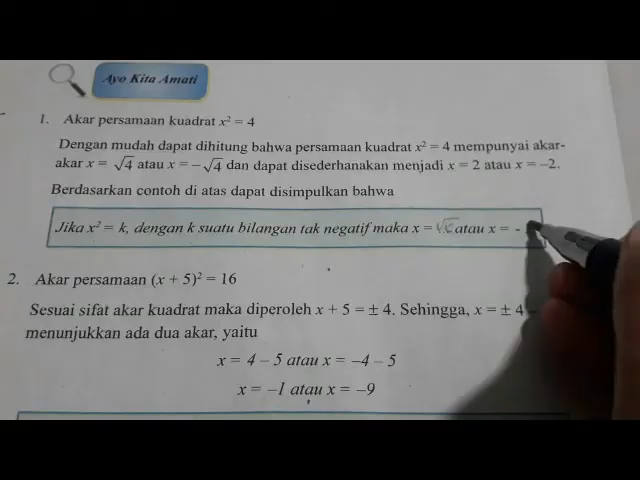 Ayo Kita Amati
1. Akar persamaan kuadrat x² = 4
Dengan mudah dapat dihitung bahwa persamaan kuadrat x² = 4 mempunyai akar-
akar x = √4 atau x = –√4 dan dapat disederhanakan menjadi x = 2 atau x = –2.
Berdasarkan contoh di atas dapat disimpulkan bahwa
Jika x² = k, dengan k suatu bilangan tak negatif maka x = √k atau x = -
2. Akar persamaan (x + 5)² = 16
Sesuai sifat akar kuadrat maka diperoleh x + 5 = ± 4. Sehingga, x = ± 4
menunjukkan ada dua akar, yaitu
x = 4 – 5 atau x = –4 – 5
x = –1 atau x = –9